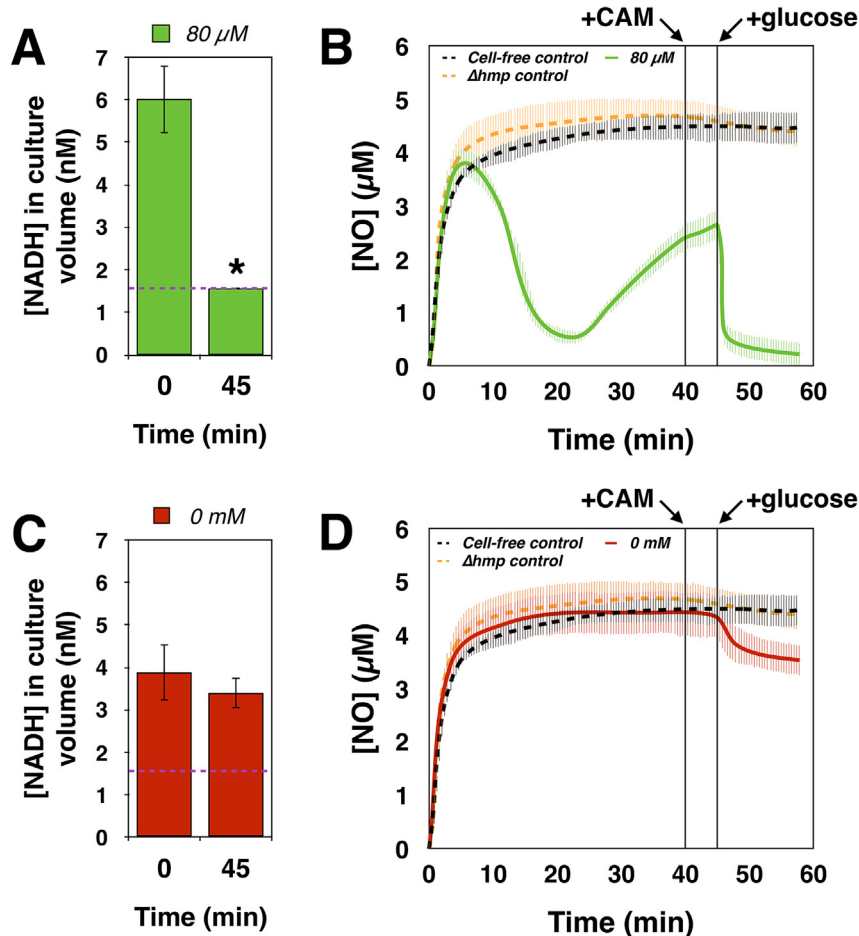 A
80 µM
[NADH] in culture
volume (nM)
7
6
5
4
3
2
1
0
*
0 45
Time (min)
B
+CAM +glucose
Cell-free control 80 µM
Δhmp control
[NO] (µM)
6
5
4
3
2
1
0
0 10 20 30 40 50 60
Time (min)
C
0 mM
[NADH] in culture
volume (nM)
7
6
5
4
3
2
1
0
0 45
Time (min)
D
+CAM +glucose
Cell-free control 0 mM
Δhmp control
[NO] (µM)
6
5
4
3
2
1
0
0 10 20 30 40 50 60
Time (min)